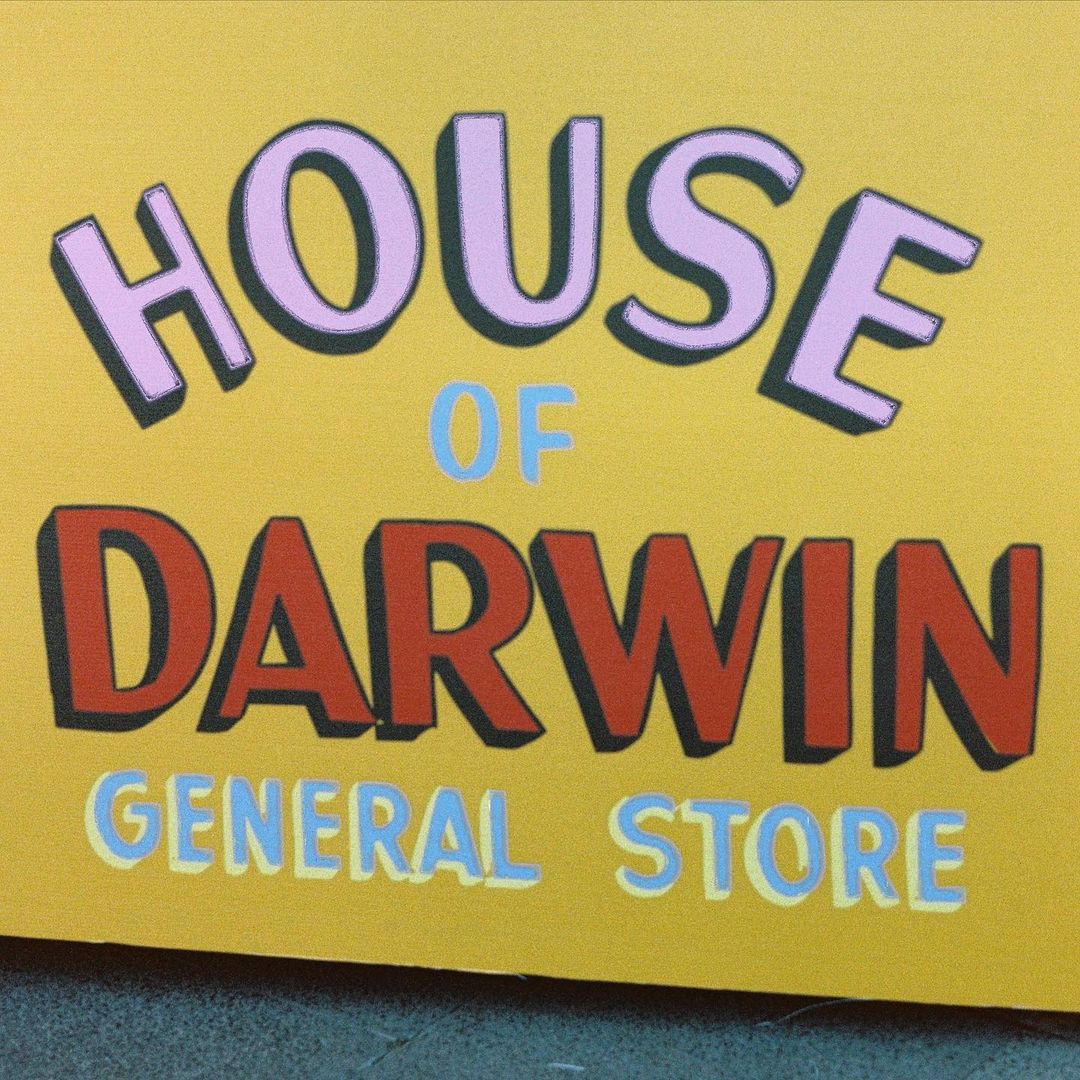 HOUSE
OF
DARWIN
GENERAL STORE